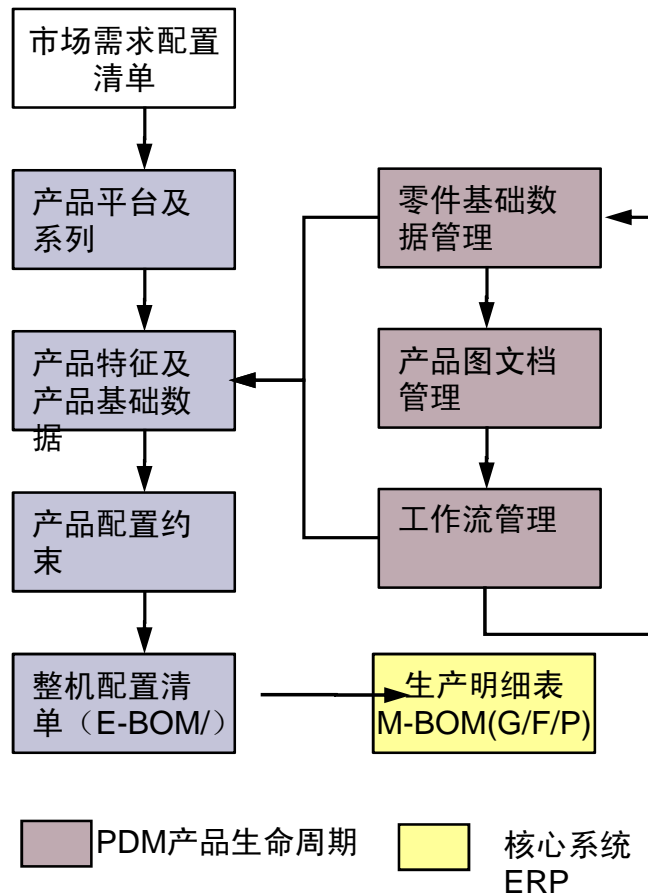 市场需求配置
清单
产品平台及
系列
零件基础数
据管理
产品特征及
产品基础数
据
产品图文档
管理
产品配置约
束
工作流管理
整机配置清
单（E-BOM/）
生产明细表
M-BOM(G/F/P)
PDM产品生命周期
核心系统
ERP